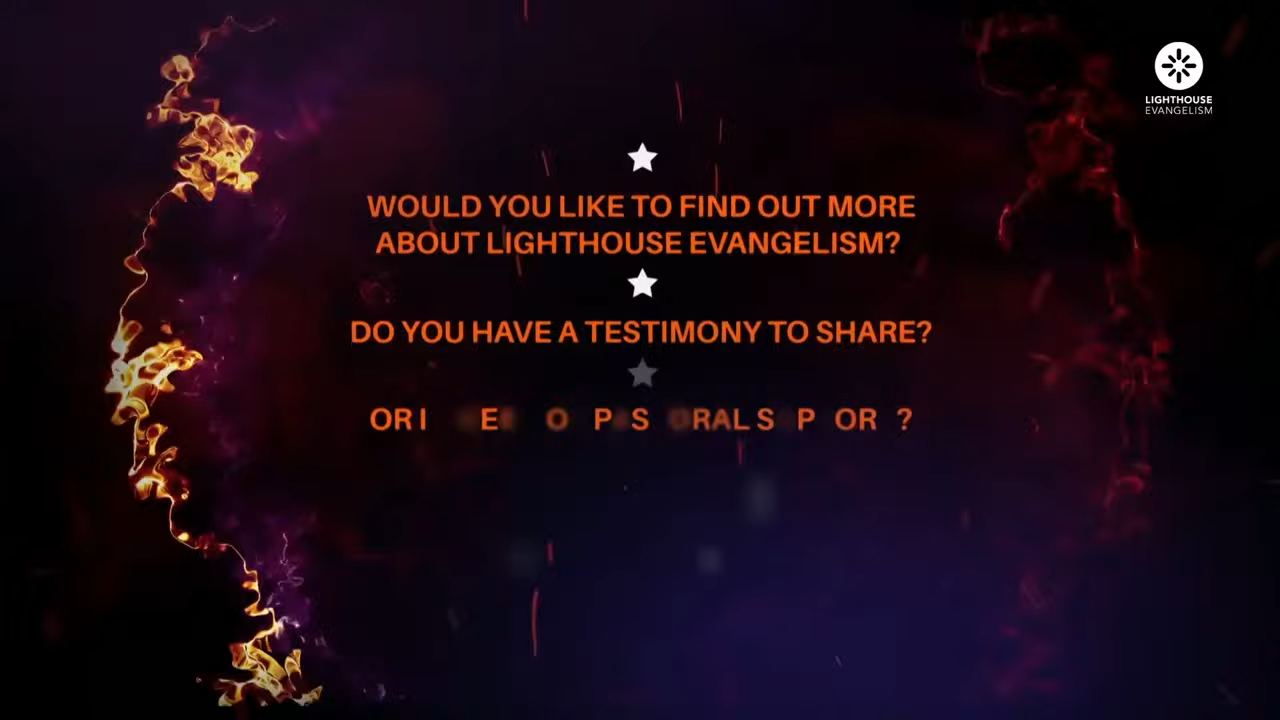 LIGHTHOUSE
EVANGELISM
WOULD YOU LIKE TO FIND OUT MORE
ABOUT LIGHTHOUSE EVANGELISM?
DO YOU HAVE A TESTIMONY TO SHARE?
OR